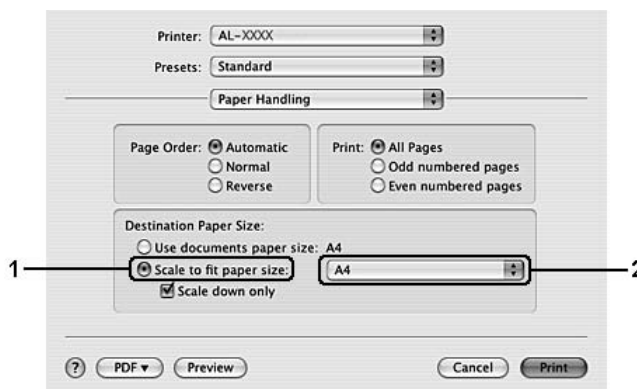 Printer: AL-XXXX
Presets: Standard
Paper Handling
Page Order: Automatic
Normal
Reverse
Print: All Pages
Odd numbered pages
Even numbered pages
Destination Paper Size:
Use documents paper size: A4
1
Scale to fit paper size: A4
2
Scale down only
? PDF Preview Cancel Print